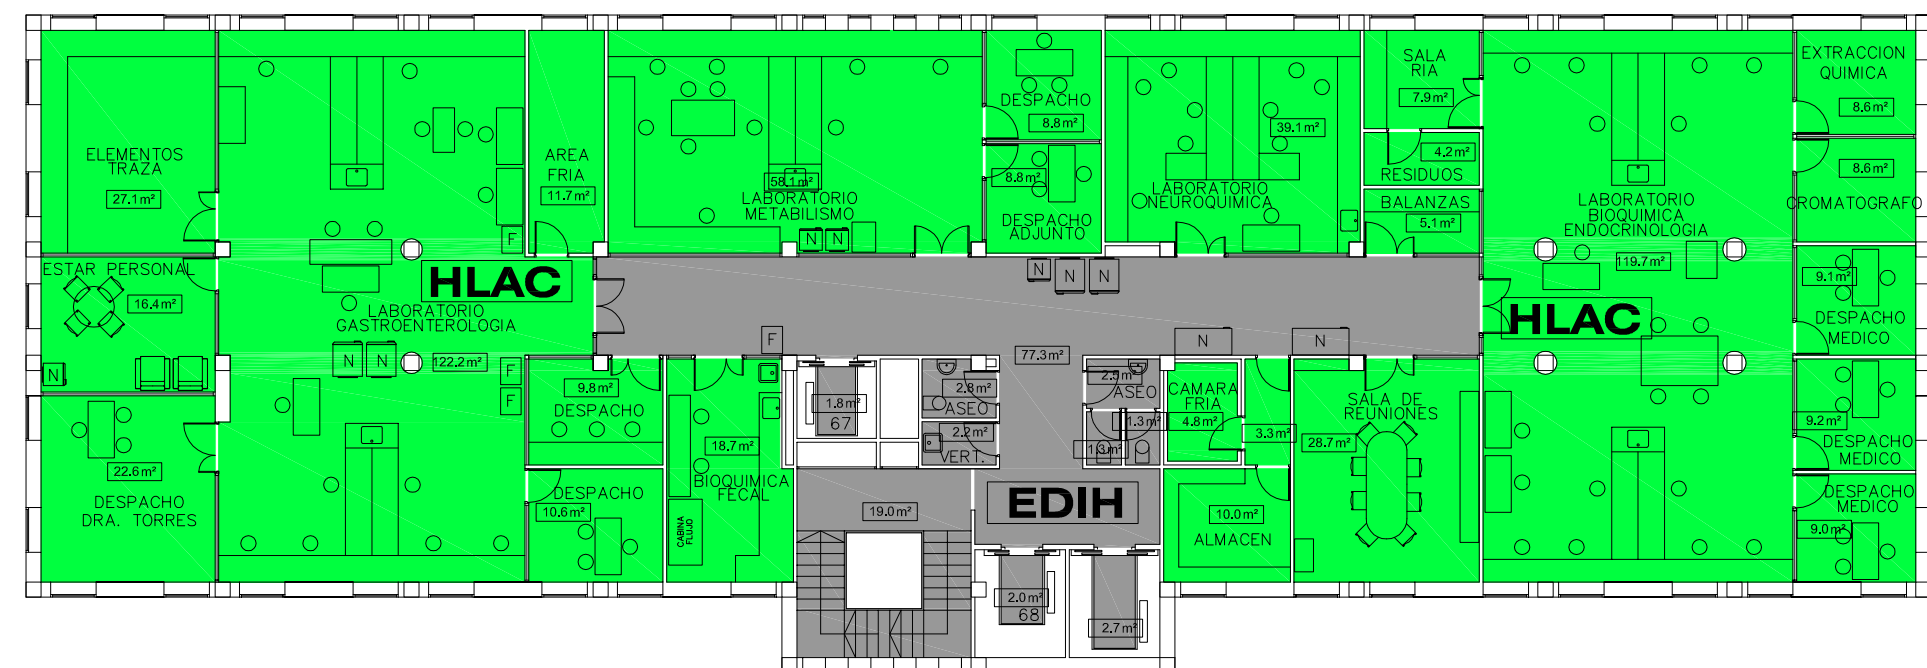 ELEMENTOS
TRAZA
27.1m²
ESTAR PERSONAL
16.4m²
N
22.6m²
DESPACHO
DRA. TORRES
F
HLAC
LABORATORIO
GASTROENTEROLOGIA
N
N
122.2m²
F
F
AREA
FRIA
11.7m²
58.1m²
LABORATORIO
METABILISMO
N
N
DESPACHO
8.8m²
8.8m²
DESPACHO
ADJUNTO
39.1m²
LABORATORIO
NEUROQUIMICA
SALA
RIA
7.9m²
4.2m²
RESIDUOS
BALANZAS
5.1m²
LABORATORIO
BIOQUIMICA
ENDOCRINOLOGIA
119.7m²
HLAC
EXTRACCION
QUIMICA
8.6m²
8.6m²
CROMATOGRAFO
9.1m²
DESPACHO
MEDICO
9.2m²
DESPACHO
MEDICO
DESPACHO
MEDICO
9.0m²
N
N
N
F
77.3m²
N
N
9.8m²
DESPACHO
DESPACHO
10.6m²
18.7m²
BIOQUIMICA
FECAL
CABINA
FLUJO
1.8m²
67
2.8m²
ASEO
2.2m²
VERT.
2.5m²
ASEO
1.3m²
1.3m²
CAMARA
FRIA
4.8m²
3.3m²
SALA DE
REUNIONES
28.7m²
19.0m²
EDIH
10.0m²
ALMACEN
2.0m²
68
2.7m²